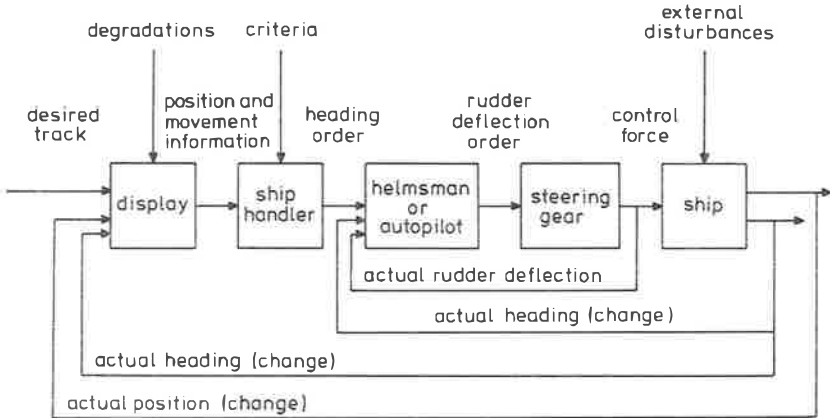 degradations
criteria
external
disturbances
desired
track
position and
movement
information
heading
order
rudder
deflection
order
control
force
display
ship
handler
helmsman
or
autopilot
steering
gear
ship
actual rudder deflection
actual heading (change)
actual heading (change)
actual position (change)